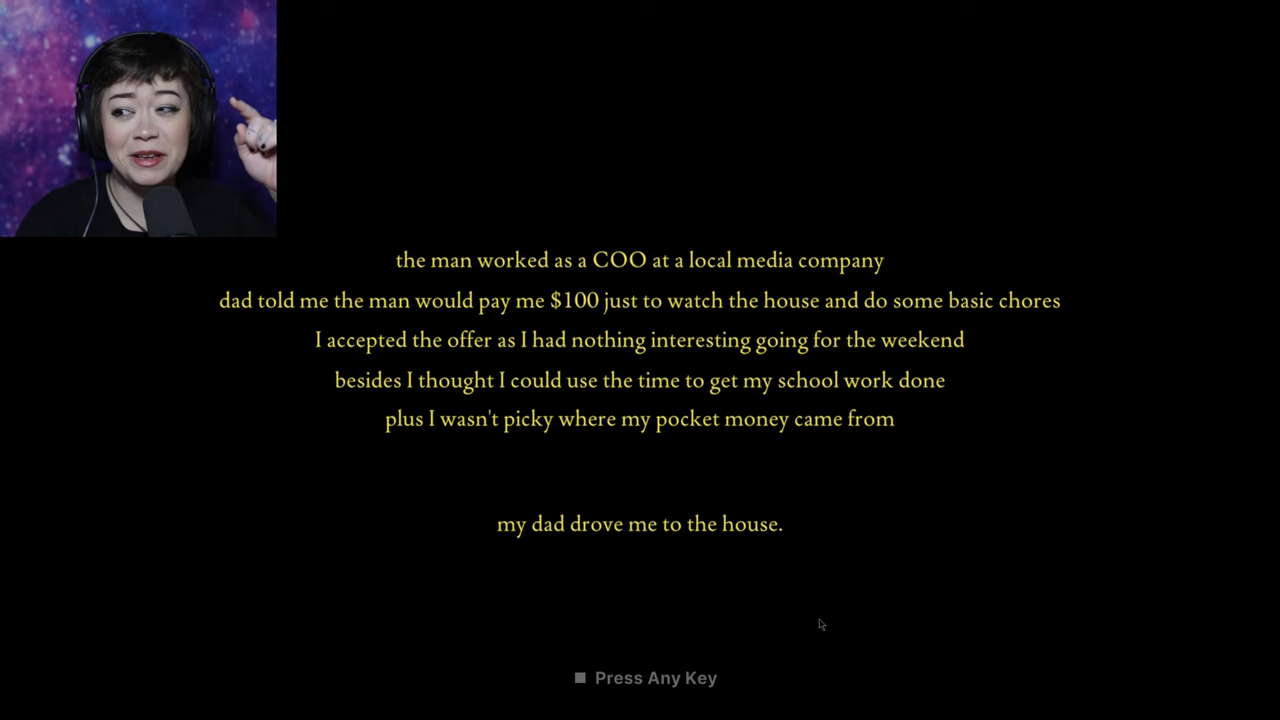 the man worked as a COO at a local media company
dad told me the man would pay me $100 just to watch the house and do some basic chores
I accepted the offer as I had nothing interesting going for the weekend
besides I thought I could use the time to get my school work done
plus I wasn't picky where my pocket money came from
my dad drove me to the house.
Press Any Key